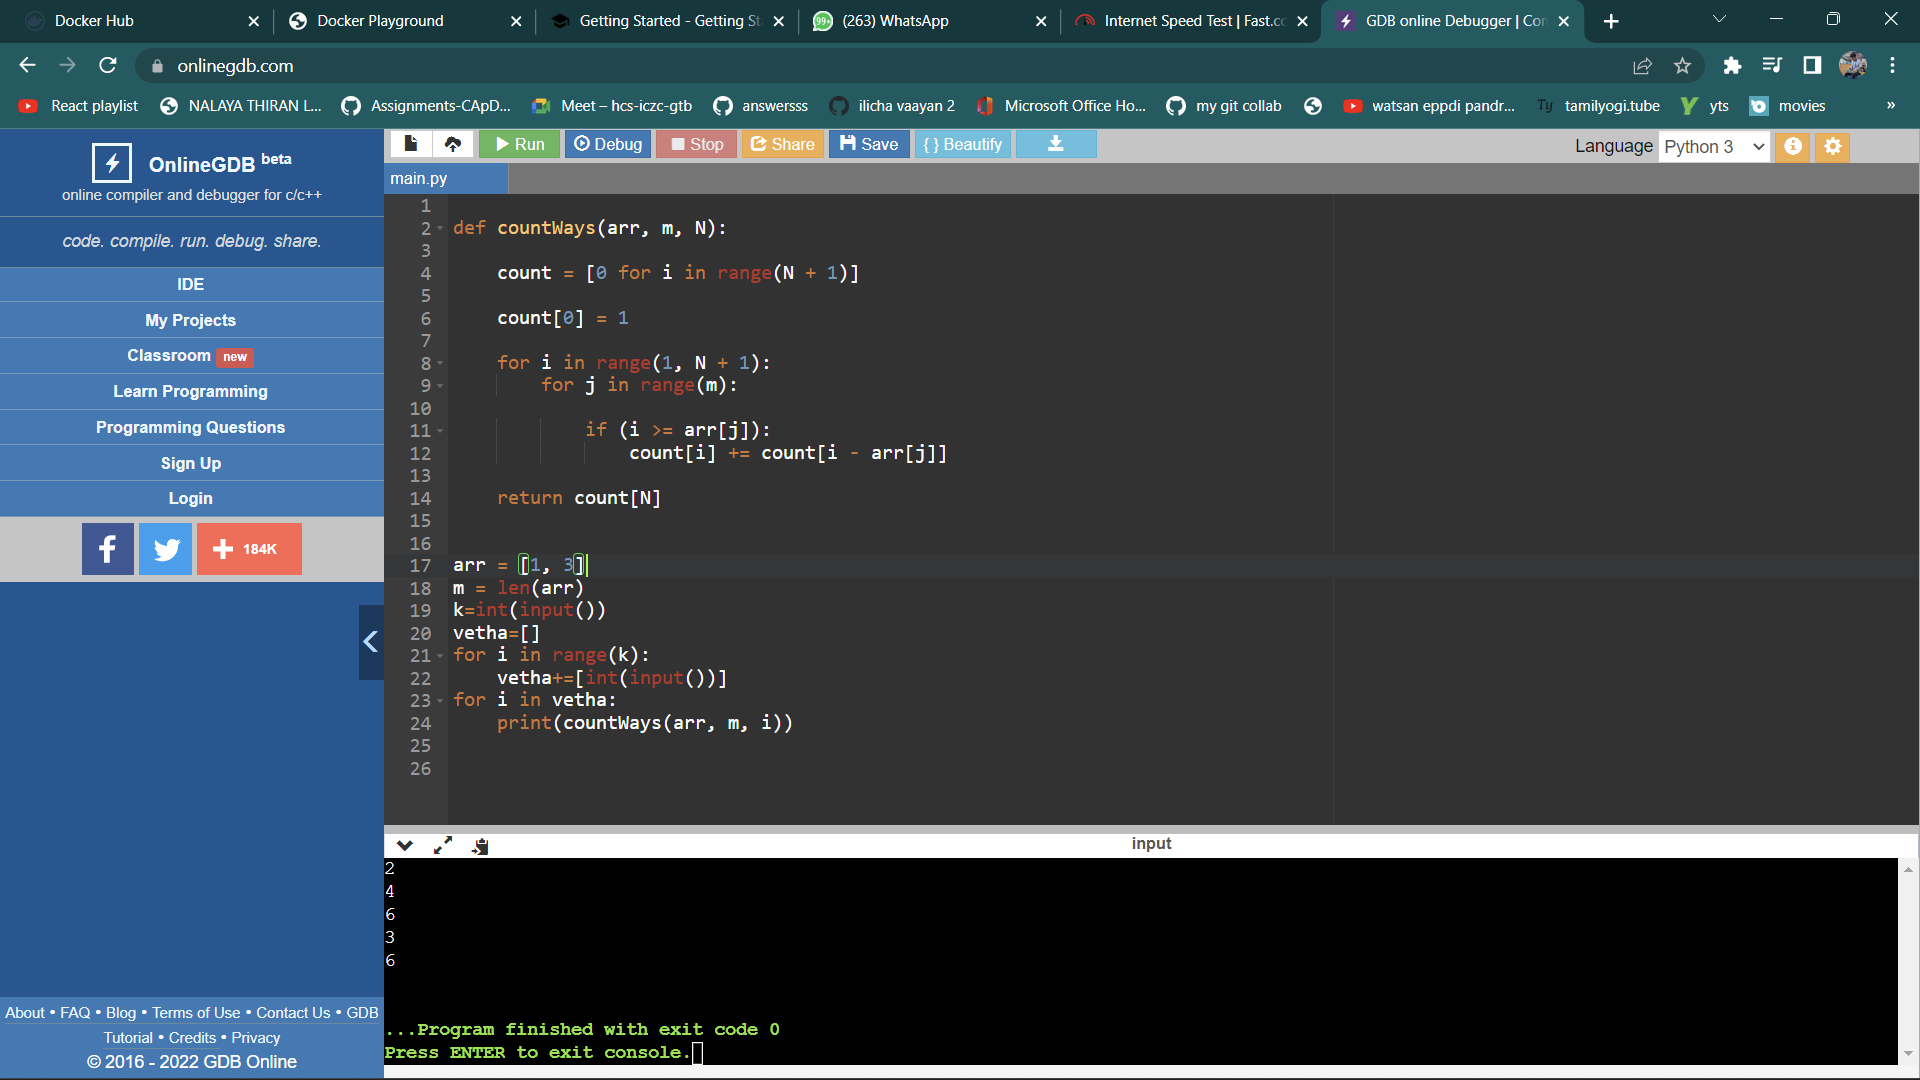 Docker Hub
Docker Playground
Getting Started - Getting St
(263) WhatsApp
Internet Speed Test | Fast.cc
GDB online Debugger | Con
onlinegdb.com
React playlist
NALAYA THIRAN L...
Assignments-CApD...
Meet – hcs-iczc-gtb
answersss
ilicha vaayan 2
Microsoft Office Ho...
my git collab
watsan eppdi pandr...
Ty tamilyogi.tube
yts
movies
»
OnlineGDB beta
online compiler and debugger for c/c++
code. compile. run. debug. share.
IDE
My Projects
Classroom new
Learn Programming
Programming Questions
Sign Up
Login
f
184K
About • FAQ • Blog • Terms of Use • Contact Us • GDB
Tutorial • Credits • Privacy
© 2016 - 2022 GDB Online
Run
Debug
Stop
Share
Save
{ } Beautify
Language Python 3
main.py
1
2 def countWays(arr, m, N):
3
4 count = [0 for i in range(N + 1)]
5
6 count[0] = 1
7
8 for i in range(1, N + 1):
9 for j in range(m):
10
11 if (i >= arr[j]):
12 count[i] += count[i - arr[j]]
13
14 return count[N]
15
16
17 arr = [1, 3]
18 m = len(arr)
19 k=int(input())
20 vetha=[]
21 for i in range(k):
22 vetha+=[int(input())]
23 for i in vetha:
24 print(countWays(arr, m, i))
25
26
input
2
4
6
3
6
...Program finished with exit code 0
Press ENTER to exit console.